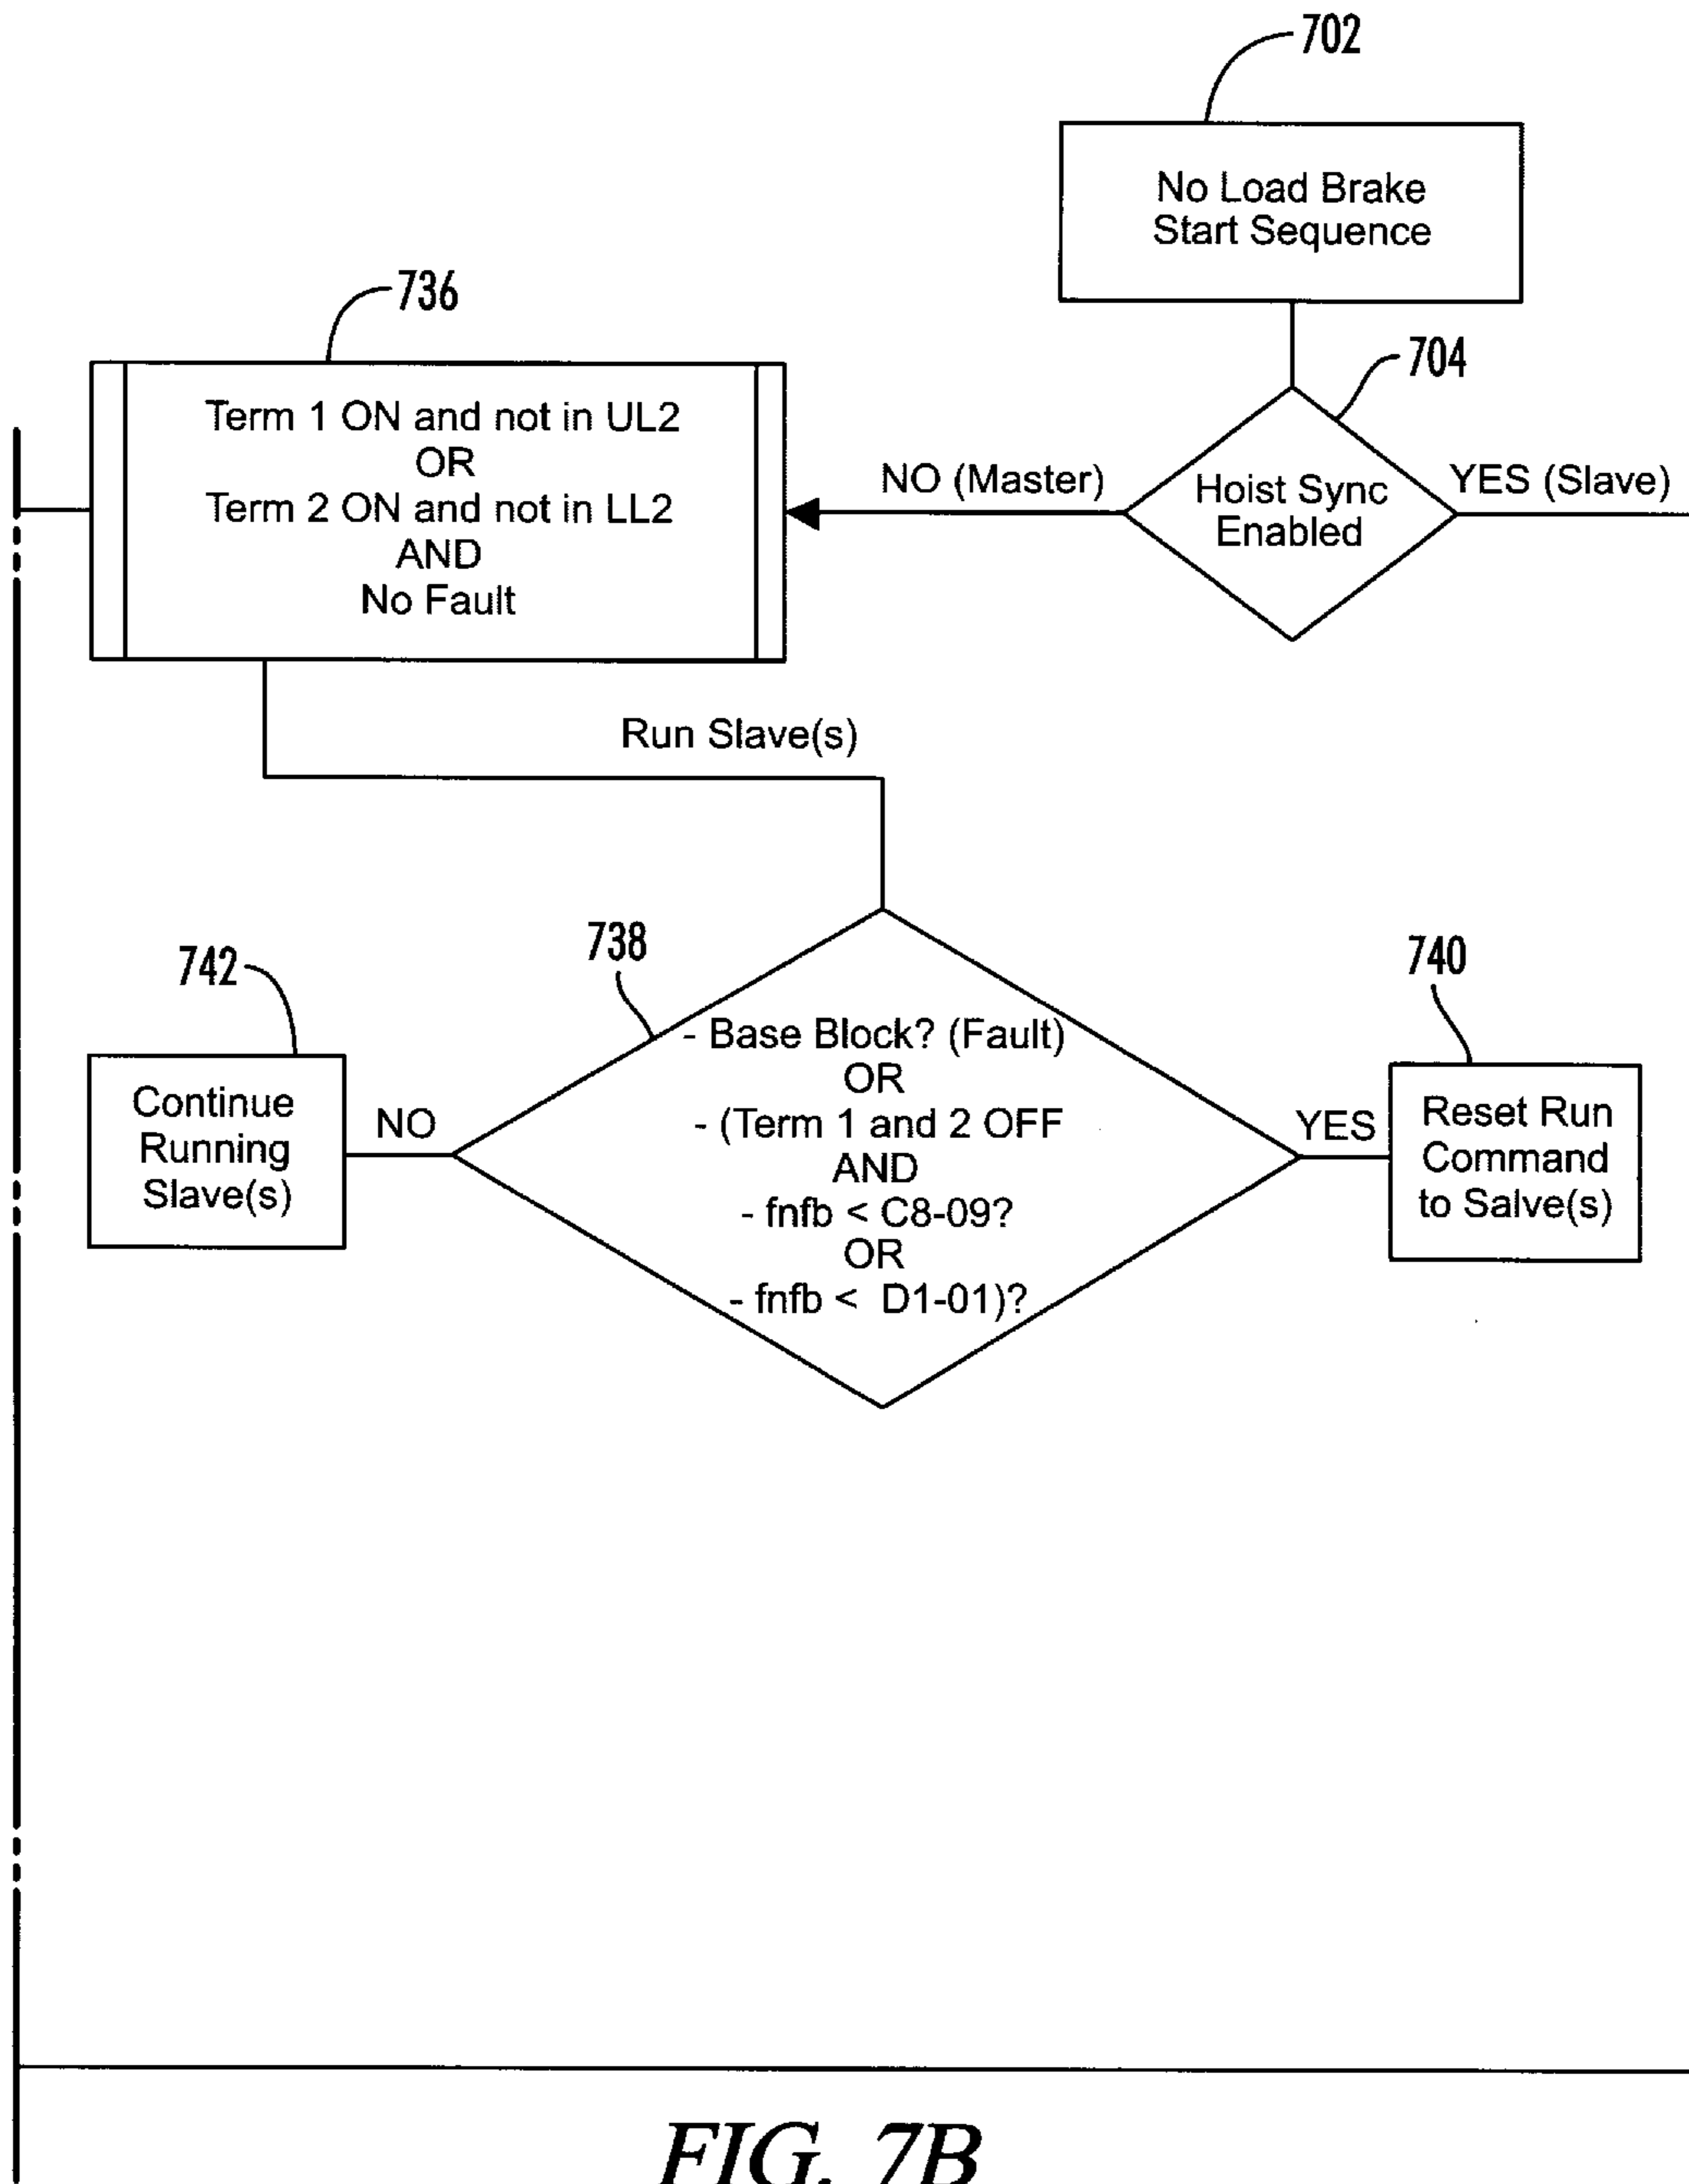 702
No Load Brake
Start Sequence
736
704
Term 1 ON and not in UL2
OR
Term 2 ON and not in LL2
AND
No Fault
NO (Master)
Hoist Sync
Enabled
YES (Slave)
Run Slave(s)
742
738
740
Continue
Running
Slave(s)
NO
- Base Block? (Fault)
OR
- (Term 1 and 2 OFF
AND
- fnfb < C8-09?
OR
- fnfb < D1-01)?
YES
Reset Run
Command
to Salve(s)
FIG. 7B